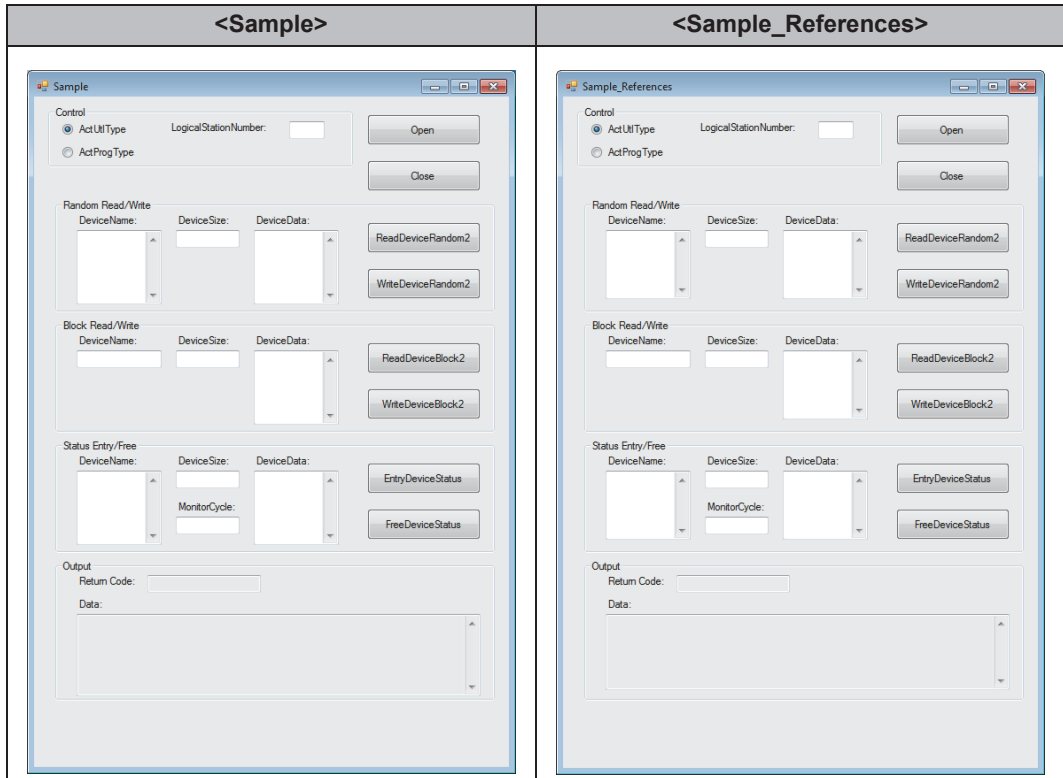 <Sample>
<Sample_References>
Sample
Control
ActUtlType LogicalStationNumber: Open
ActProgType
Close
Random Read/Write
DeviceName: DeviceSize: DeviceData:
ReadDeviceRandom2
WriteDeviceRandom2
Block Read/Write
DeviceName: DeviceSize: DeviceData:
ReadDeviceBlock2
WriteDeviceBlock2
Status Entry/Free
DeviceName: DeviceSize: DeviceData:
EntryDeviceStatus
MonitorCycle:
FreeDeviceStatus
Output
Return Code:
Data:
Sample_References
Control
ActUtlType LogicalStationNumber: Open
ActProgType
Close
Random Read/Write
DeviceName: DeviceSize: DeviceData:
ReadDeviceRandom2
WriteDeviceRandom2
Block Read/Write
DeviceName: DeviceSize: DeviceData:
ReadDeviceBlock2
WriteDeviceBlock2
Status Entry/Free
DeviceName: DeviceSize: DeviceData:
EntryDeviceStatus
MonitorCycle:
FreeDeviceStatus
Output
Return Code:
Data: